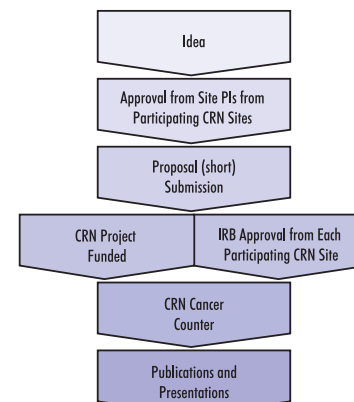 Idea
Approval from Site PIs from
Participating CRN Sites
Proposal (short)
Submission
CRN Project
Funded
IRB Approval from Each
Participating CRN Site
CRN Cancer
Counter
Publications and
Presentations